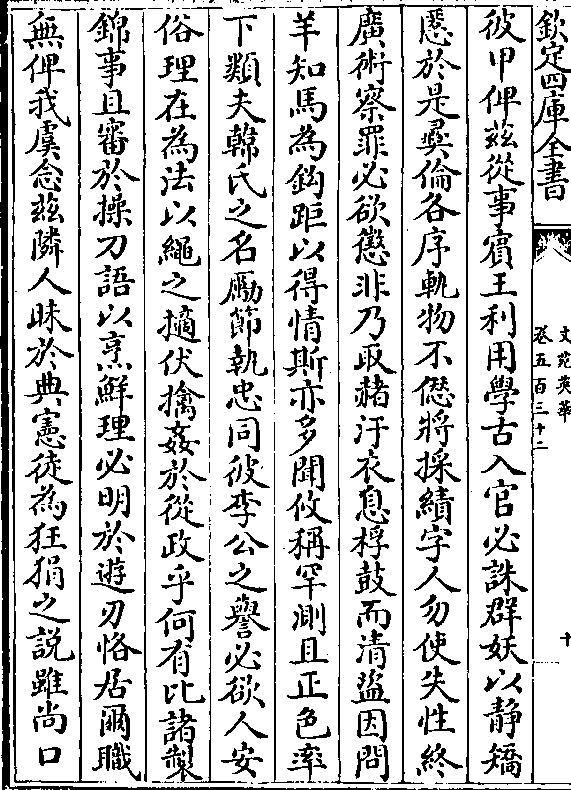 欽定四庫全書
文苑英華
卷五百三十二
十
彼甲俾茲從事賓王利用學古入官必誅群妖以靜矯
慝於是彞倫各序軌物不愆將採績字人勿使失性終
廣術察罪必欲懲非乃取赭汙衣息桴鼓而清盜因問
羊知馬為鈎距以得情斯亦多聞攸稱罕測且正色率
下類夫韓氏之名勵節執忠同彼李公之譽必欲人安
俗理在為法以繩之擿伏擒姦於從政乎何有比諸製
錦事且審於操刀語以烹鮮理必明於遊刃恪居爾職
無俾我虞念茲隣人昧於典憲徒為狂狷之説雖尚口